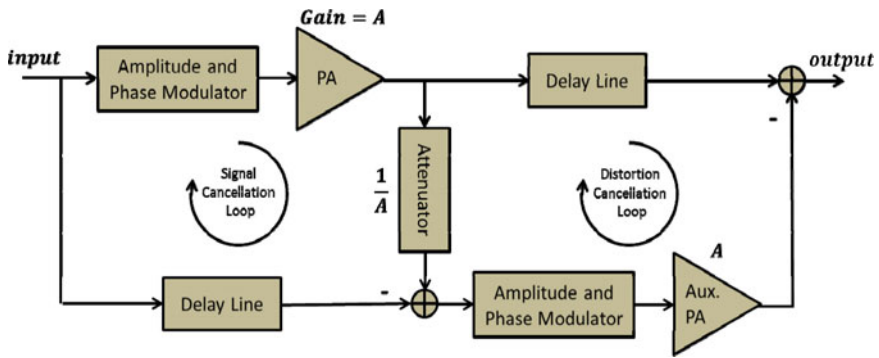 Gain = A
input
output
Amplitude and
Phase Modulator
PA
Delay Line
-
Signal
Cancellation
Loop
1
A
Attenuator
Distortion
Cancellation
Loop
A
Delay Line
-
Amplitude and
Phase Modulator
Aux.
PA